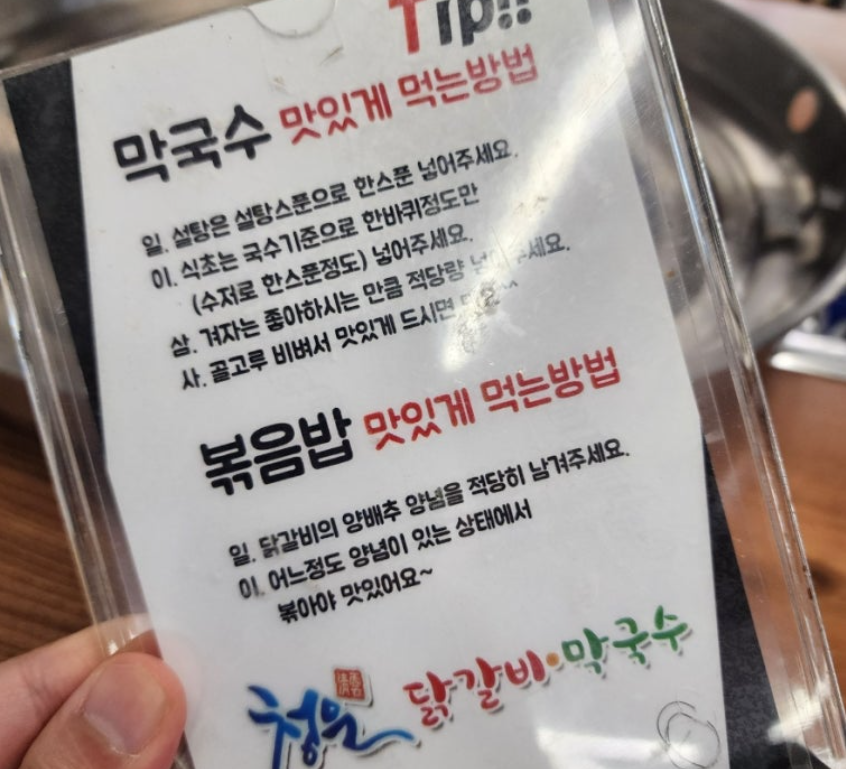 Tip!!
막국수 맛있게 먹는방법
일. 설탕은 설탕스푼으로 한스푼 넣어주세요.
이. 식초는 국수기준으로 한바퀴정도만
(수저로 한스푼정도) 넣어주세요.
삼. 겨자는 좋아하시는 만큼 적당량 넣어주세요.
사. 골고루 비벼서 맛있게 드시면
볶음밥 맛있게 먹는방법
일. 닭갈비의 양배추 양념을 적당히 남겨주세요.
이. 어느정도 양념이 있는 상태에서
볶아야 맛있어요~
청일 닭갈비·막국수